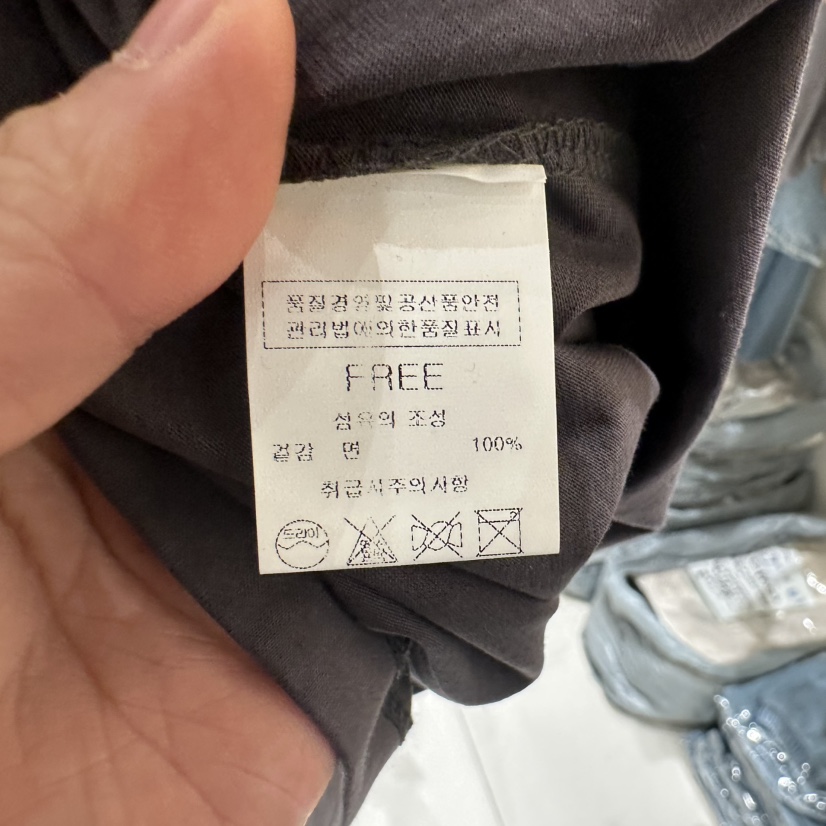 품질경영및공산품안전
관리법에의한품질표시
FREE
섬유의 조성
겉감 면 100%
취급시주의사항
드라이